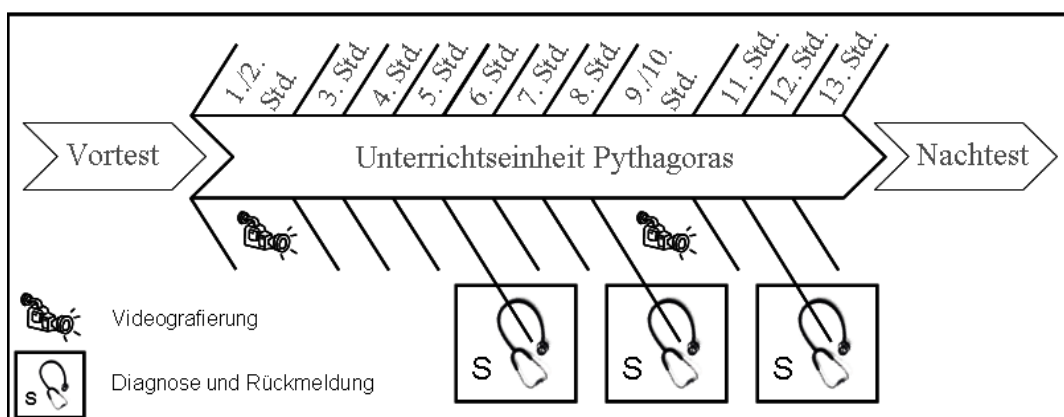 1./2.
Std.
3. Std.
4. Std.
5. Std.
6. Std.
7. Std.
8. Std.
9./10.
Std.
11. Std.
12. Std.
13. Std.
Vortest
Unterrichtseinheit Pythagoras
Nachtest
Videografierung
S
S
S
S
Diagnose und Rückmeldung